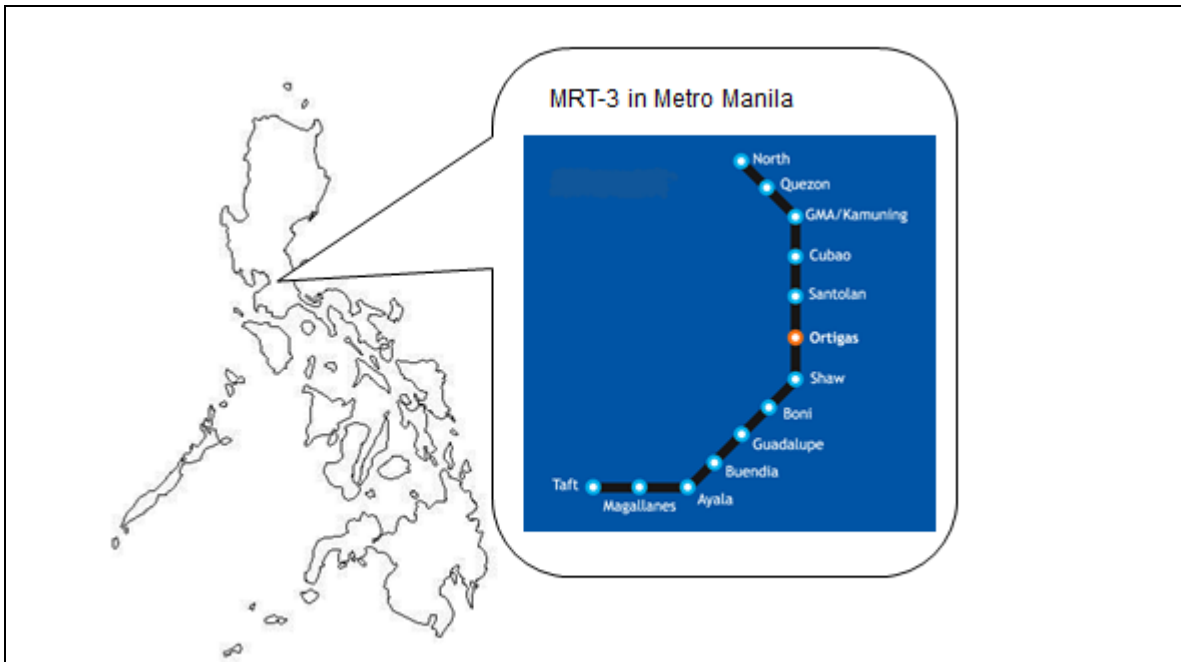 MRT-3 in Metro Manila
North
Quezon
GMA/Kamuning
Cubao
Santolan
Ortigas
Shaw
Boni
Guadalupe
Buendia
Taft
Magallanes
Ayala